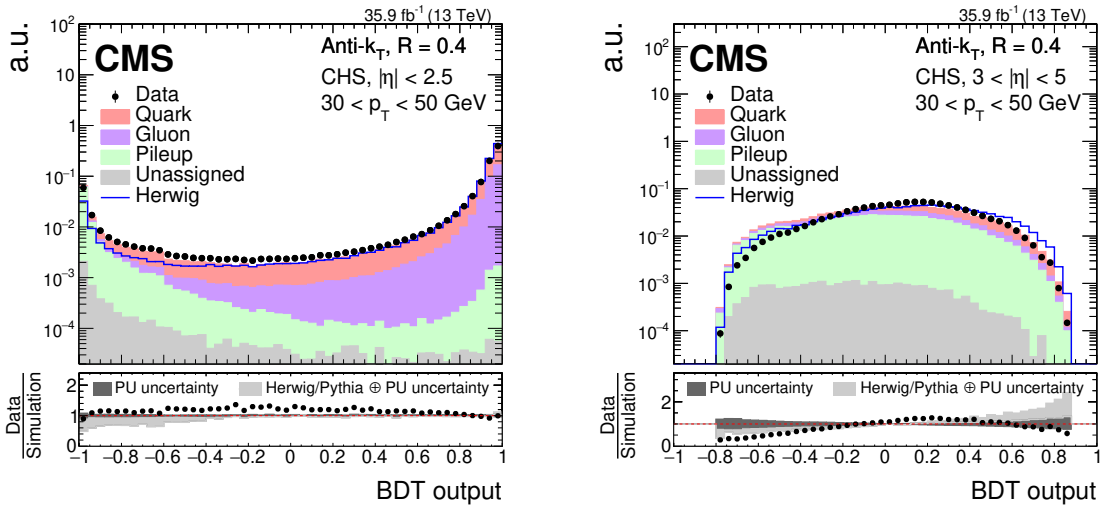 35.9 fb⁻¹ (13 TeV)
a.u.
CMS
Anti-k_T, R = 0.4
CHS, |η| < 2.5
30 < p_T < 50 GeV
Data
Quark
Gluon
Pileup
Unassigned
Herwig
10²
10
1
10⁻¹
10⁻²
10⁻³
10⁻⁴
Data
Simulation
PU uncertainty
Herwig/Pythia ⊕ PU uncertainty
2
1
0
−1 −0.8 −0.6 −0.4 −0.2 0 0.2 0.4 0.6 0.8 1
BDT output
35.9 fb⁻¹ (13 TeV)
a.u.
CMS
Anti-k_T, R = 0.4
CHS, 3 < |η| < 5
30 < p_T < 50 GeV
Data
Quark
Gluon
Pileup
Unassigned
Herwig
10²
10
1
10⁻¹
10⁻²
10⁻³
10⁻⁴
Data
Simulation
PU uncertainty
Herwig/Pythia ⊕ PU uncertainty
2
1
0
−1 −0.8 −0.6 −0.4 −0.2 0 0.2 0.4 0.6 0.8 1
BDT output